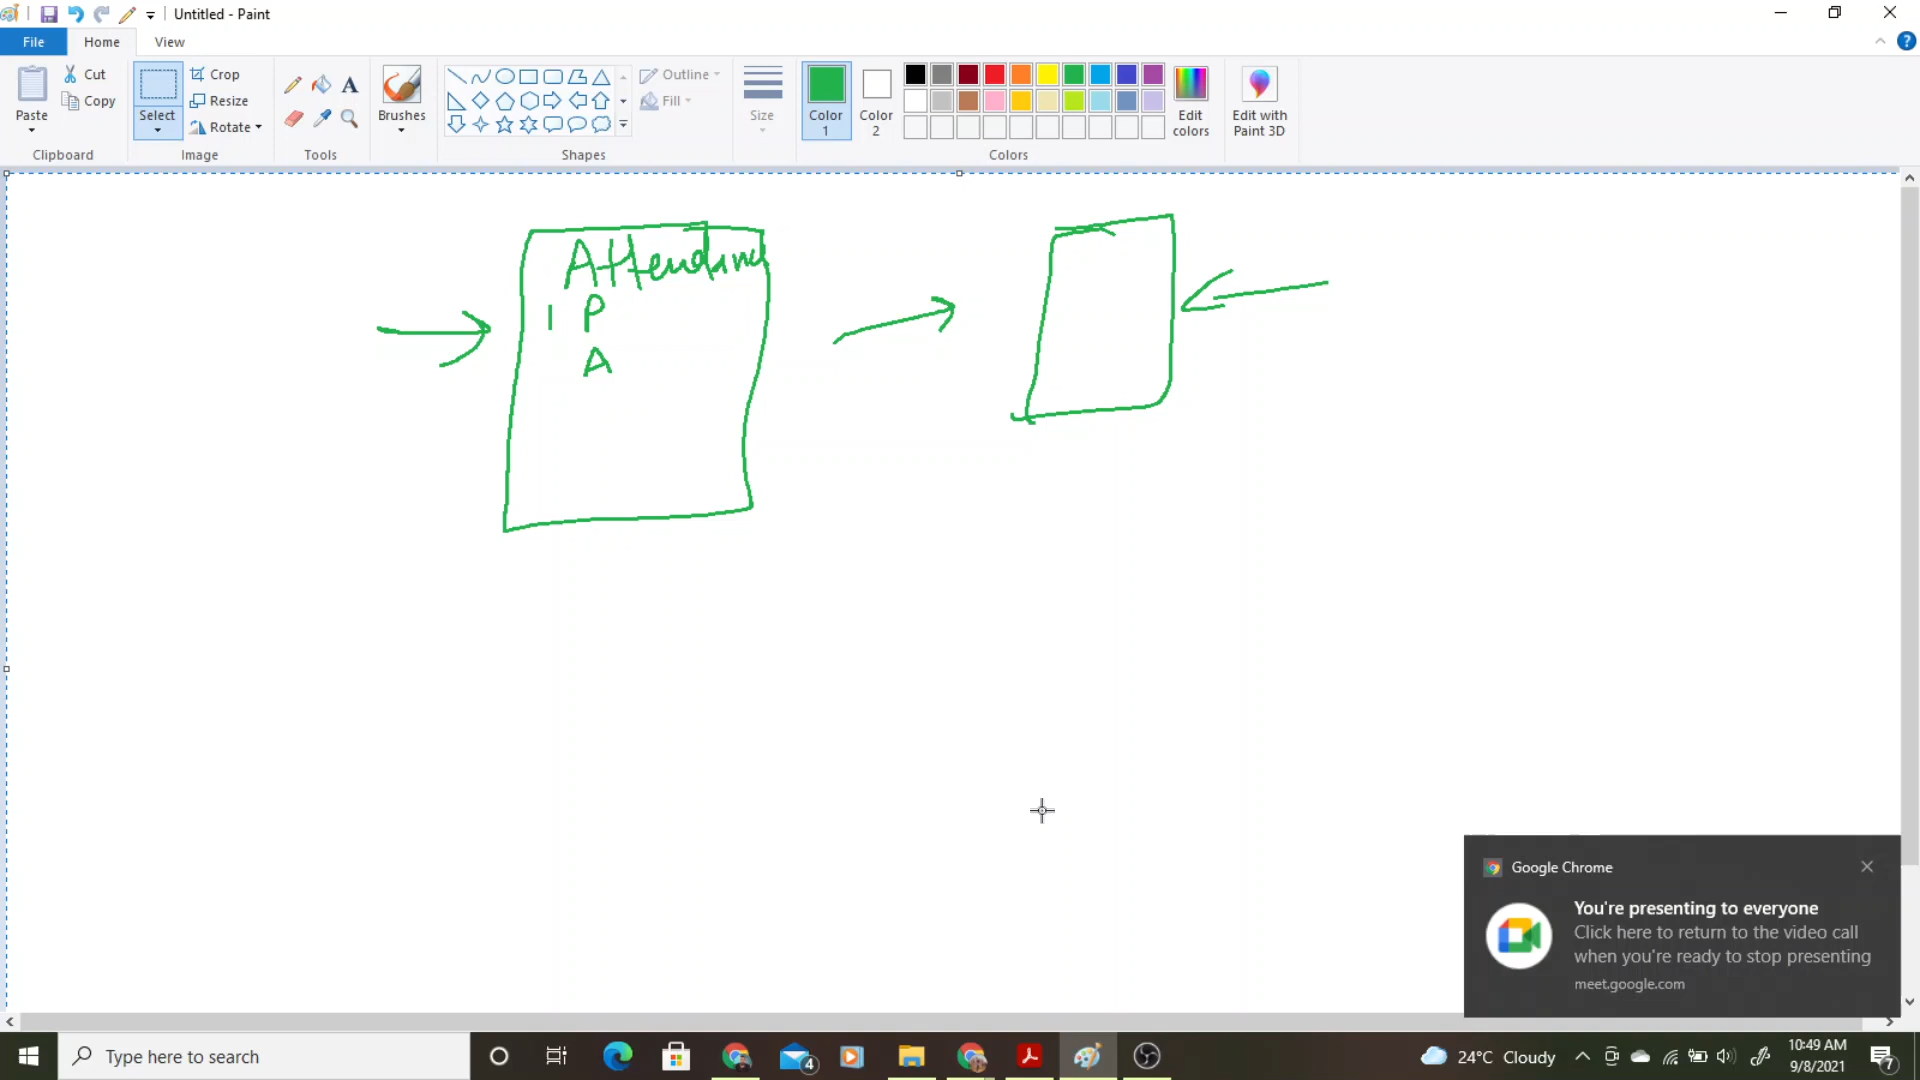 Untitled - Paint
File Home View
Paste
Cut
Copy
Clipboard
Select
Crop
Resize
Rotate
Image
Tools
Brushes
Shapes
Outline
Fill
Size
Color 1
Color 2
Colors
Edit colors
Edit with Paint 3D
Attendanc
1 P
A
Google Chrome
You're presenting to everyone
Click here to return to the video call
when you're ready to stop presenting
meet.google.com
Type here to search
4
24°C Cloudy
10:49 AM
9/8/2021
7